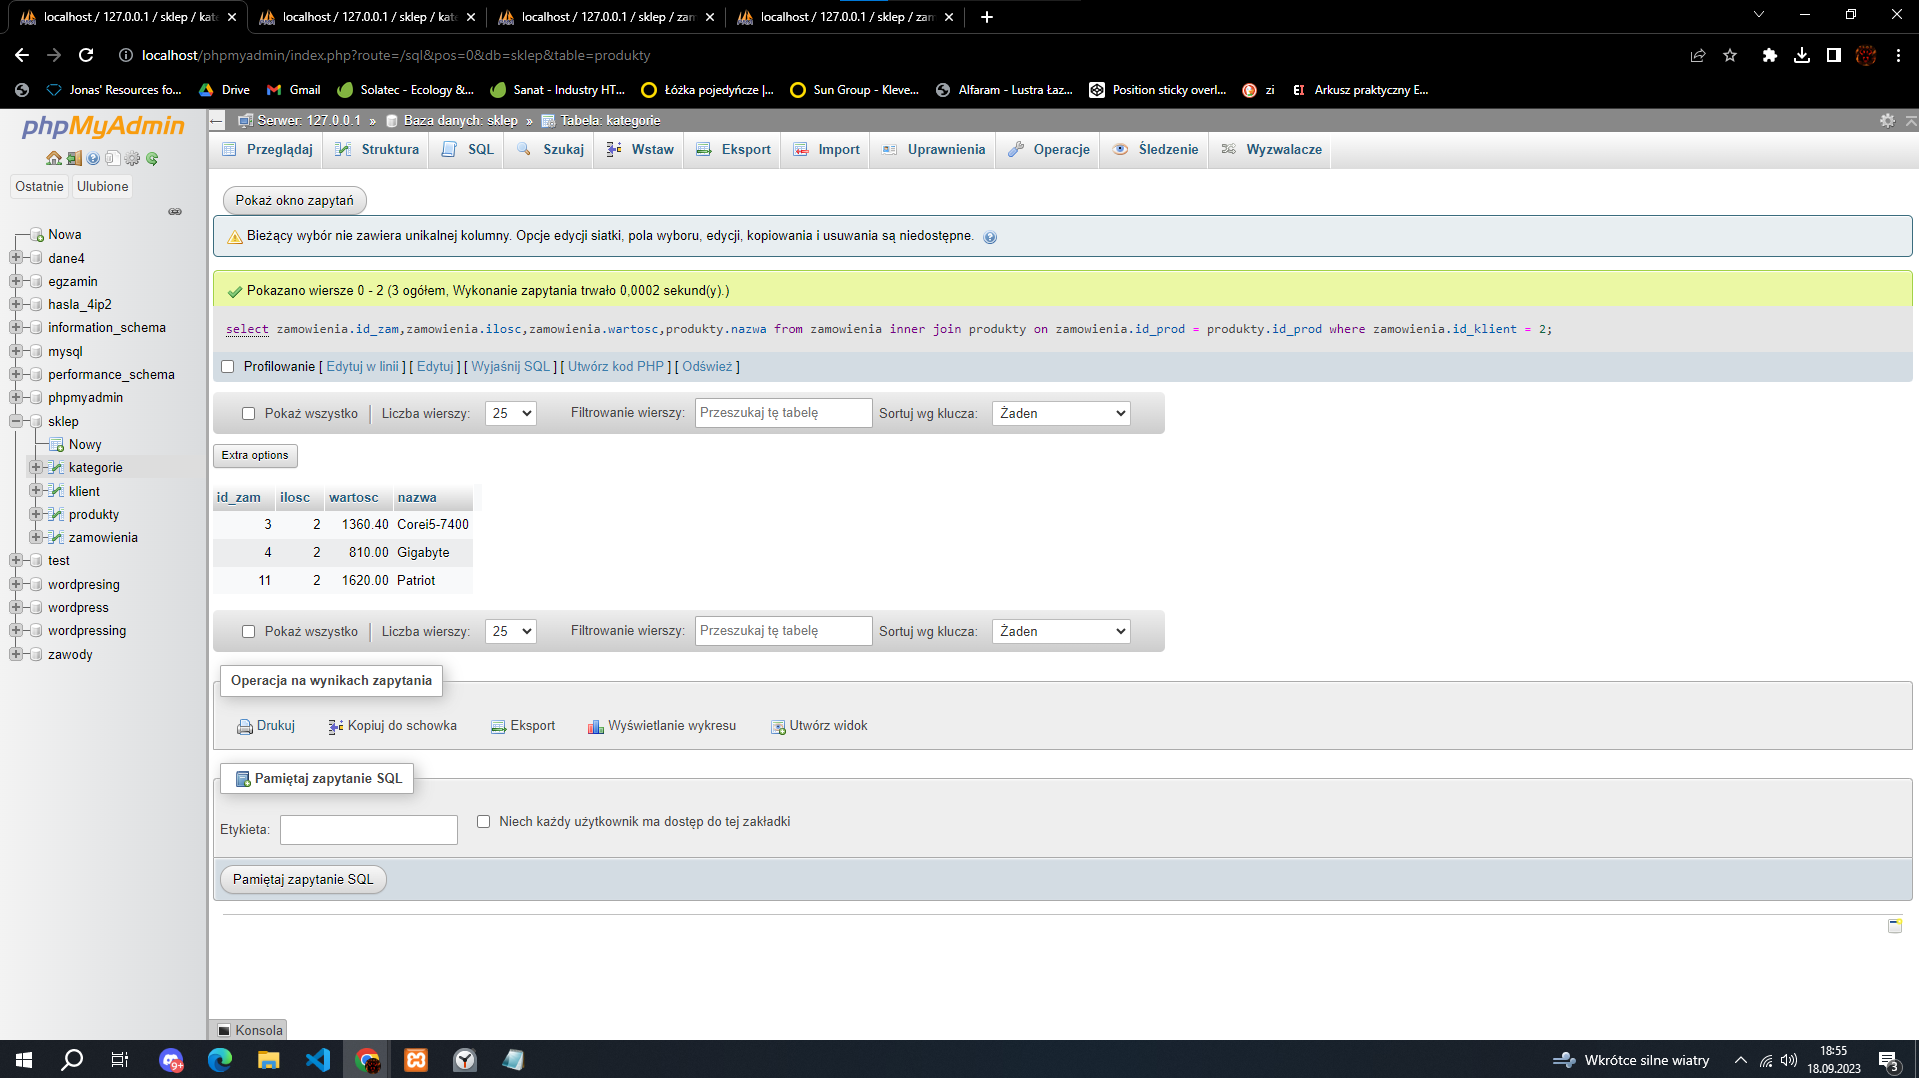 localhost / 127.0.0.1 / sklep / kate
localhost / 127.0.0.1 / sklep / kate
localhost / 127.0.0.1 / sklep / zam
localhost / 127.0.0.1 / sklep / zam
localhost/phpmyadmin/index.php?route=/sql&pos=0&db=sklep&table=produkty
Jonas' Resources fo... Drive Gmail Solatec - Ecology &... Sanat - Industry HT... Łóżka pojedyńcze |... Sun Group - Kleve... Alfaram - Lustra Łaz... Position sticky overl... zi EI Arkusz praktyczny E...
phpMyAdmin
Ostatnie Ulubione
Nowa
dane4
egzamin
hasla_4ip2
information_schema
mysql
performance_schema
phpmyadmin
sklep
Nowy
kategorie
klient
produkty
zamowienia
test
wordpresing
wordpress
wordpressing
zawody
Serwer: 127.0.0.1 » Baza danych: sklep » Tabela: kategorie
Przeglądaj Struktura SQL Szukaj Wstaw Eksport Import Uprawnienia Operacje Śledzenie Wyzwalacze
Pokaż okno zapytań
Bieżący wybór nie zawiera unikalnej kolumny. Opcje edycji siatki, pola wyboru, edycji, kopiowania i usuwania są niedostępne.
Pokazano wiersze 0 - 2 (3 ogółem, Wykonanie zapytania trwało 0,0002 sekund(y).)
select zamowienia.id_zam,zamowienia.ilosc,zamowienia.wartosc,produkty.nazwa from zamowienia inner join produkty on zamowienia.id_prod = produkty.id_prod where zamowienia.id_klient = 2;
Profilowanie [ Edytuj w linii ] [ Edytuj ] [ Wyjaśnij SQL ] [ Utwórz kod PHP ] [ Odśwież ]
Pokaż wszystko Liczba wierszy: 25 Filtrowanie wierszy: Przeszukaj tę tabelę Sortuj wg klucza: Żaden
Extra options
id_zam ilosc wartosc nazwa
3 2 1360.40 Corei5-7400
4 2 810.00 Gigabyte
11 2 1620.00 Patriot
Pokaż wszystko Liczba wierszy: 25 Filtrowanie wierszy: Przeszukaj tę tabelę Sortuj wg klucza: Żaden
Operacja na wynikach zapytania
Drukuj Kopiuj do schowka Eksport Wyświetlanie wykresu Utwórz widok
Pamiętaj zapytanie SQL
Etykieta: Niech każdy użytkownik ma dostęp do tej zakładki
Pamiętaj zapytanie SQL
Konsola
9+
Wkrótce silne wiatry
18:55
18.09.2023
3